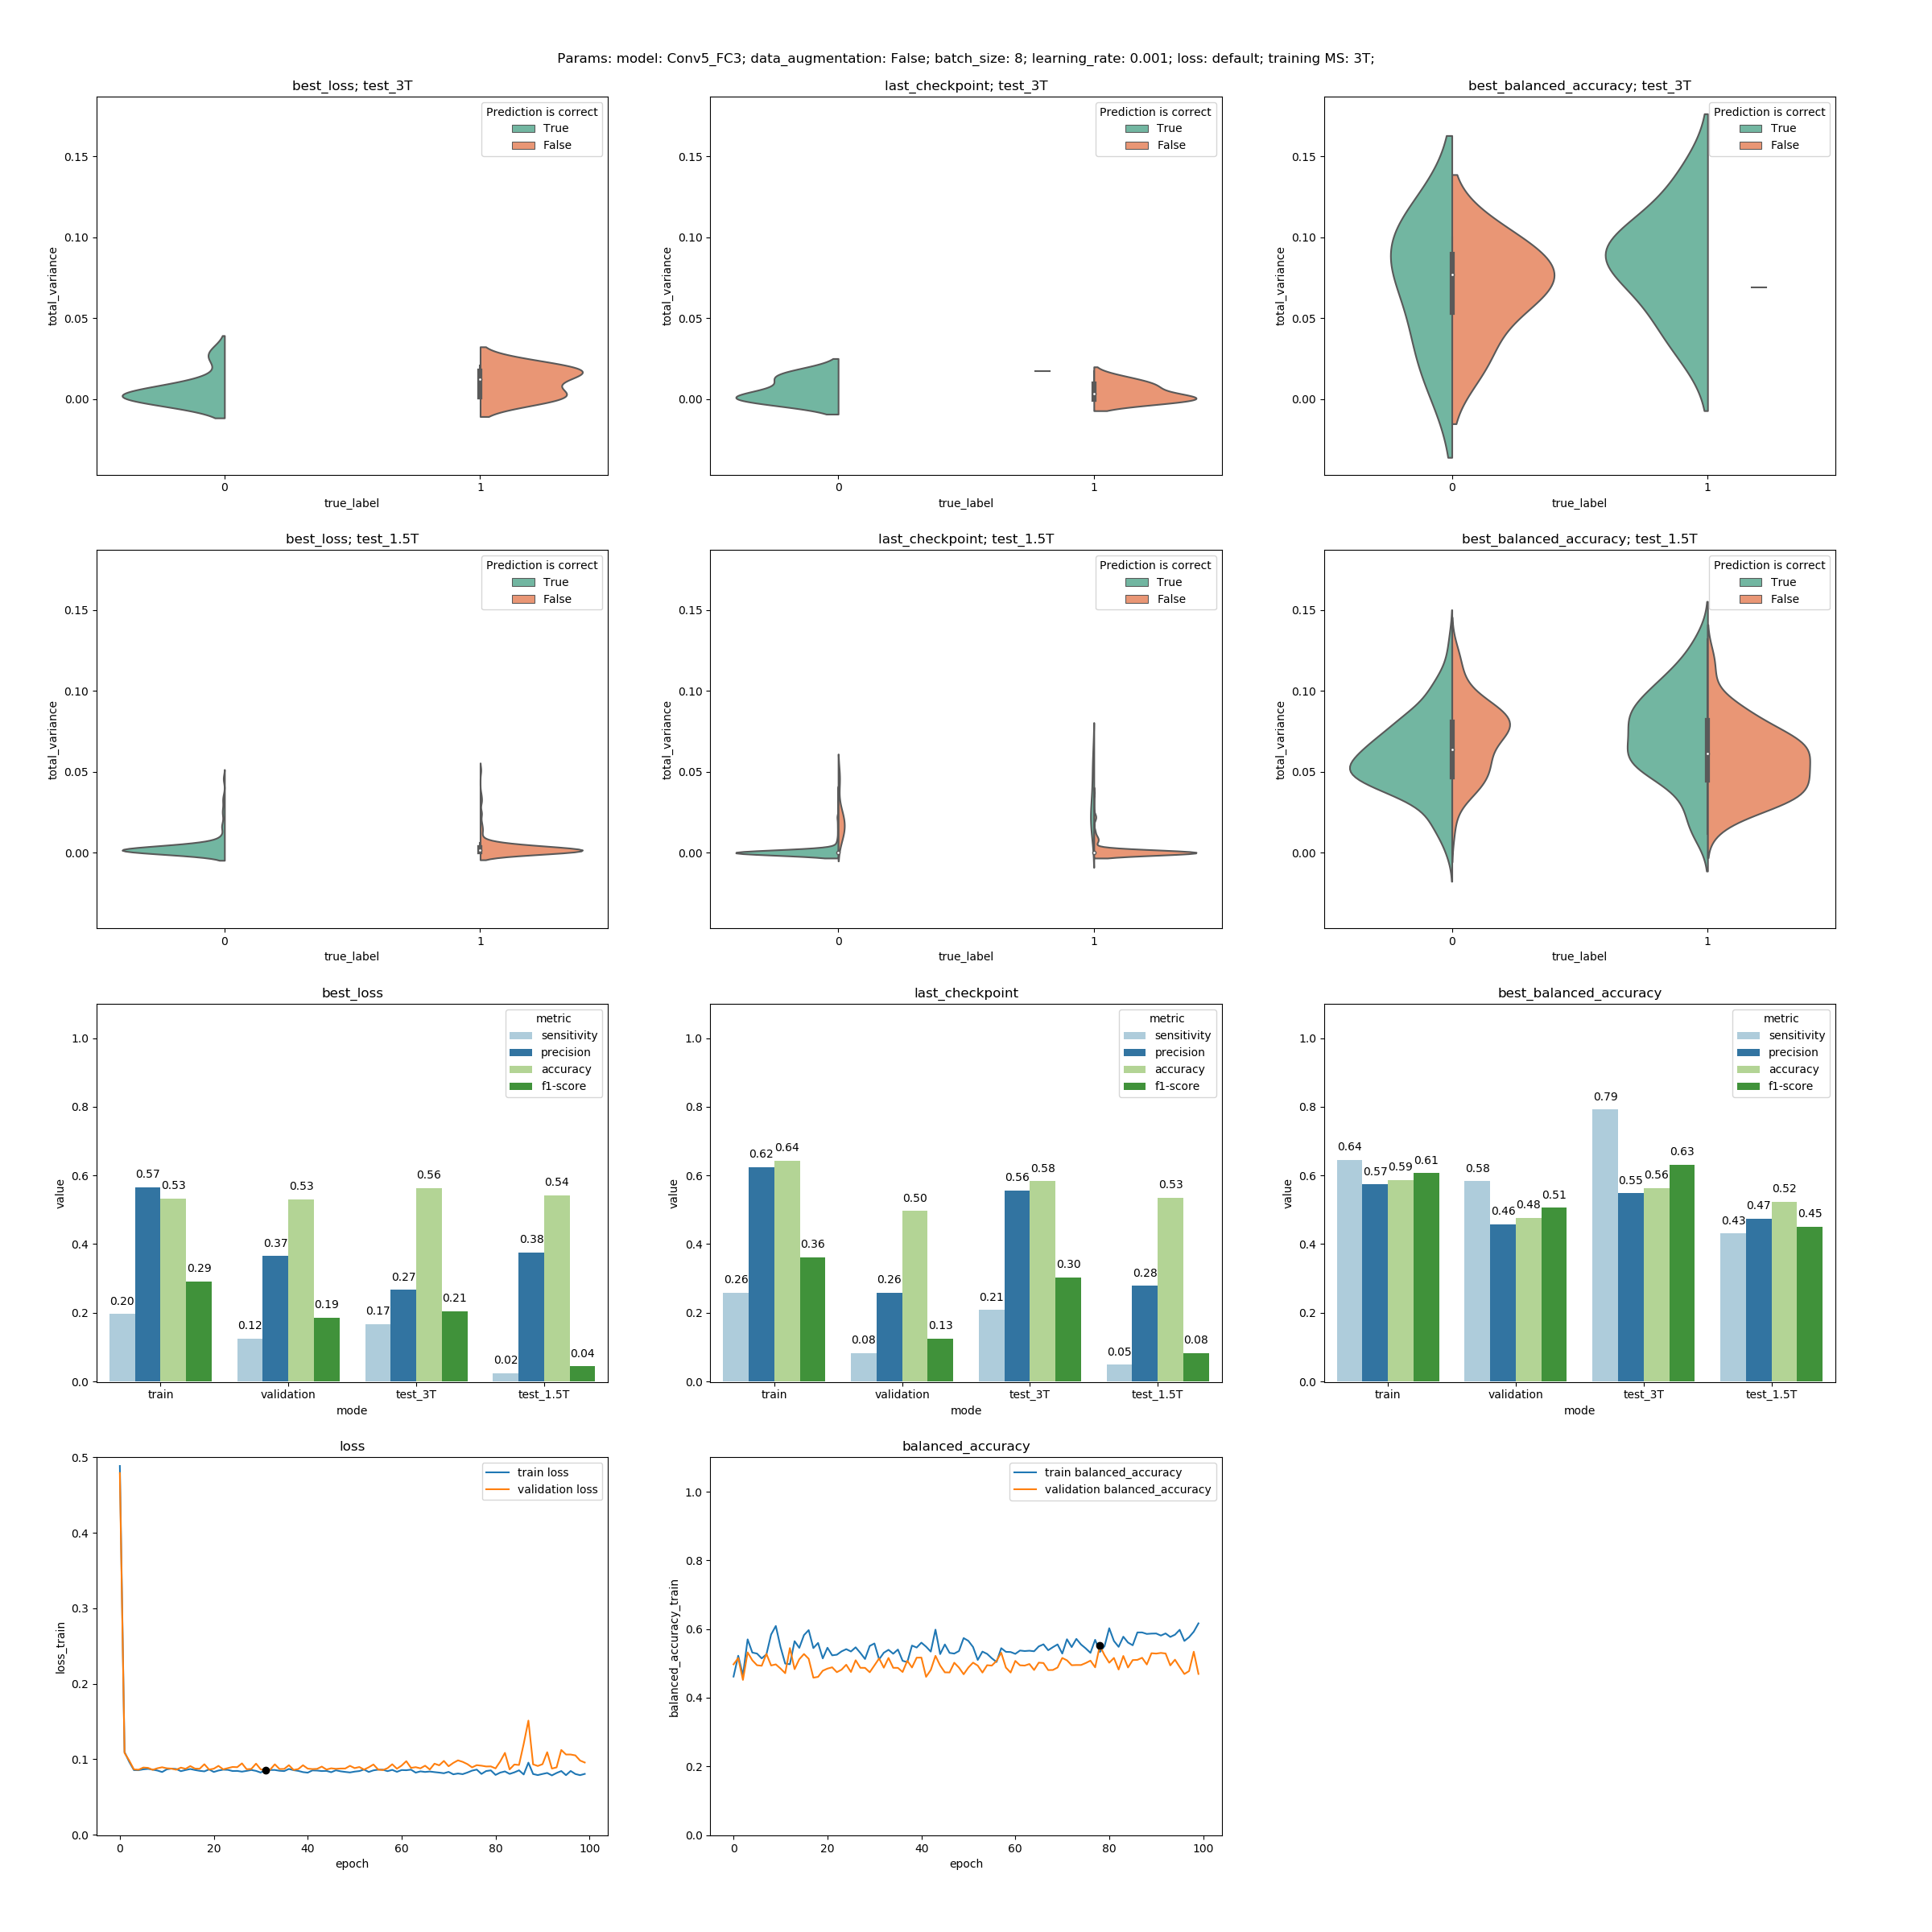 Params: model: Conv5_FC3; data_augmentation: False; batch_size: 8; learning_rate: 0.001; loss: default; training MS: 3T;
best_loss; test_3T
Prediction is correct
True
False
0.15
0.10
0.05
0.00
total_variance
0
1
true_label
last_checkpoint; test_3T
Prediction is correct
True
False
0.15
0.10
0.05
0.00
total_variance
0
1
true_label
best_balanced_accuracy; test_3T
Prediction is correct
True
False
0.15
0.10
0.05
0.00
total_variance
0
1
true_label
best_loss; test_1.5T
Prediction is correct
True
False
0.15
0.10
0.05
0.00
total_variance
0
1
true_label
last_checkpoint; test_1.5T
Prediction is correct
True
False
0.15
0.10
0.05
0.00
total_variance
0
1
true_label
best_balanced_accuracy; test_1.5T
Prediction is correct
True
False
0.15
0.10
0.05
0.00
total_variance
0
1
true_label
best_loss
metric
sensitivity
precision
accuracy
f1-score
1.0
0.8
0.6
0.4
0.2
0.0
value
0.20 0.57 0.53 0.29
0.12 0.37 0.53 0.19
0.17 0.27 0.56 0.21
0.02 0.38 0.54 0.04
train validation test_3T test_1.5T
mode
last_checkpoint
metric
sensitivity
precision
accuracy
f1-score
1.0
0.8
0.6
0.4
0.2
0.0
value
0.26 0.62 0.64 0.36
0.08 0.26 0.50 0.13
0.21 0.56 0.58 0.30
0.05 0.28 0.53 0.08
train validation test_3T test_1.5T
mode
best_balanced_accuracy
metric
sensitivity
precision
accuracy
f1-score
1.0
0.8
0.6
0.4
0.2
0.0
value
0.64 0.57 0.59 0.61
0.58 0.46 0.48 0.51
0.79 0.55 0.56 0.63
0.43 0.47 0.52 0.45
train validation test_3T test_1.5T
mode
loss
train loss
validation loss
0.5
0.4
0.3
0.2
0.1
0.0
loss_train
0 20 40 60 80 100
epoch
balanced_accuracy
train balanced_accuracy
validation balanced_accuracy
1.0
0.8
0.6
0.4
0.2
0.0
balanced_accuracy_train
0 20 40 60 80 100
epoch